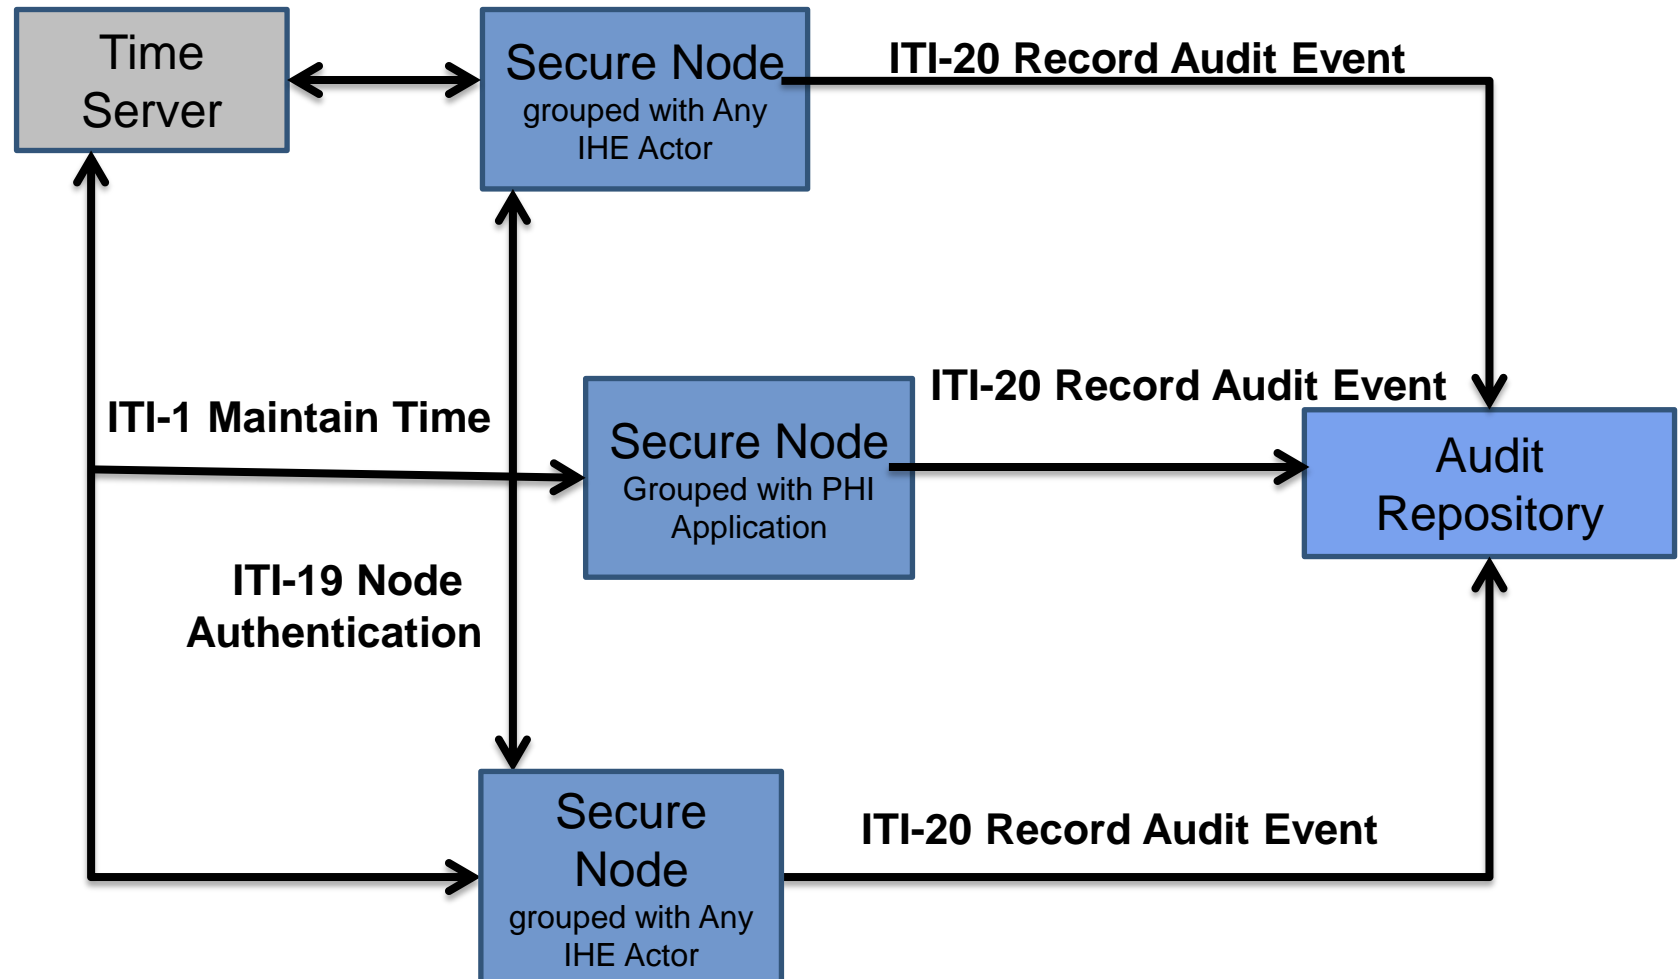 Time
Server
Secure Node
grouped with Any
IHE Actor
ITI-20 Record Audit Event
ITI-1 Maintain Time
Secure Node
Grouped with PHI
Application
ITI-20 Record Audit Event
Audit
Repository
ITI-19 Node
Authentication
Secure
Node
grouped with Any
IHE Actor
ITI-20 Record Audit Event